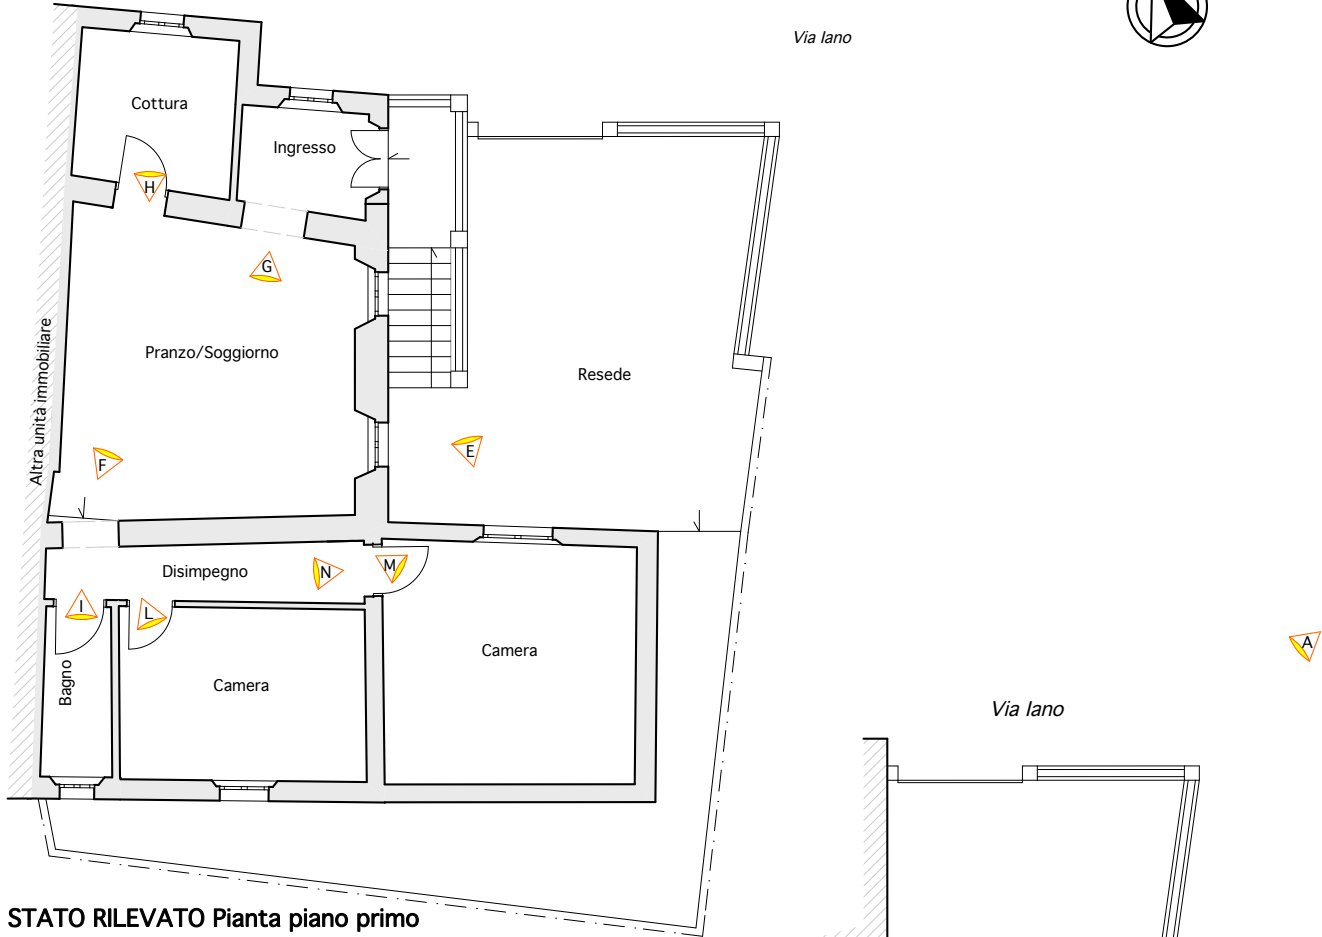 Via Iano
Cottura
Ingresso
H
G
Altra unità immobiliare
Pranzo/Soggiorno
Resede
E
F
Disimpegno
N
M
I
L
Bagno
Camera
Camera
A
Via Iano
STATO RILEVATO Pianta piano primo